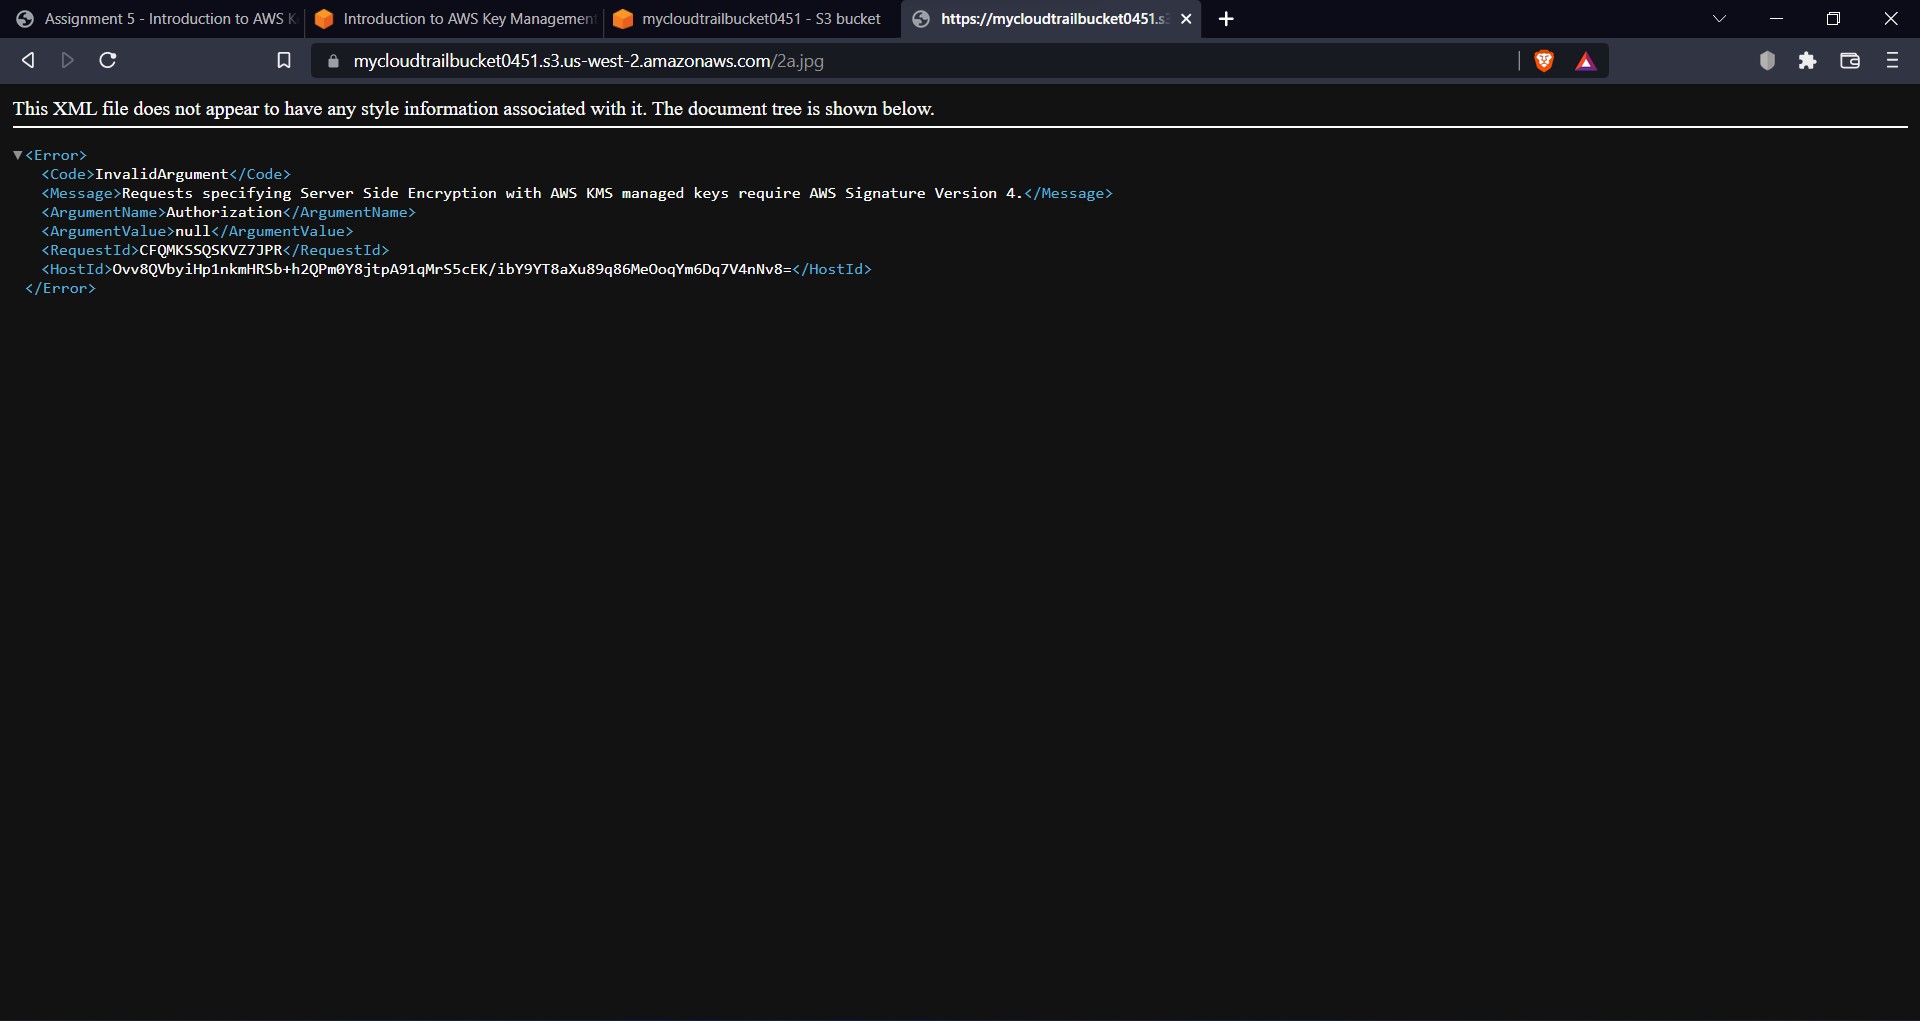 Assignment 5 - Introduction to AWS K
Introduction to AWS Key Management
mycloudtrailbucket0451 - S3 bucket
https://mycloudtrailbucket0451.s
mycloudtrailbucket0451.s3.us-west-2.amazonaws.com/2a.jpg
This XML file does not appear to have any style information associated with it. The document tree is shown below.
▼<Error>
<Code>InvalidArgument</Code>
<Message>Requests specifying Server Side Encryption with AWS KMS managed keys require AWS Signature Version 4.</Message>
<ArgumentName>Authorization</ArgumentName>
<ArgumentValue>null</ArgumentValue>
<RequestId>CFQMKSSQSKVZ7JPR</RequestId>
<HostId>Ovv8QVbyiHp1nkmHRSb+h2QPm0Y8jtpA91qMrS5cEK/ibY9YT8aXu89q86MeOoqYm6Dq7V4nNv8=</HostId>
</Error>